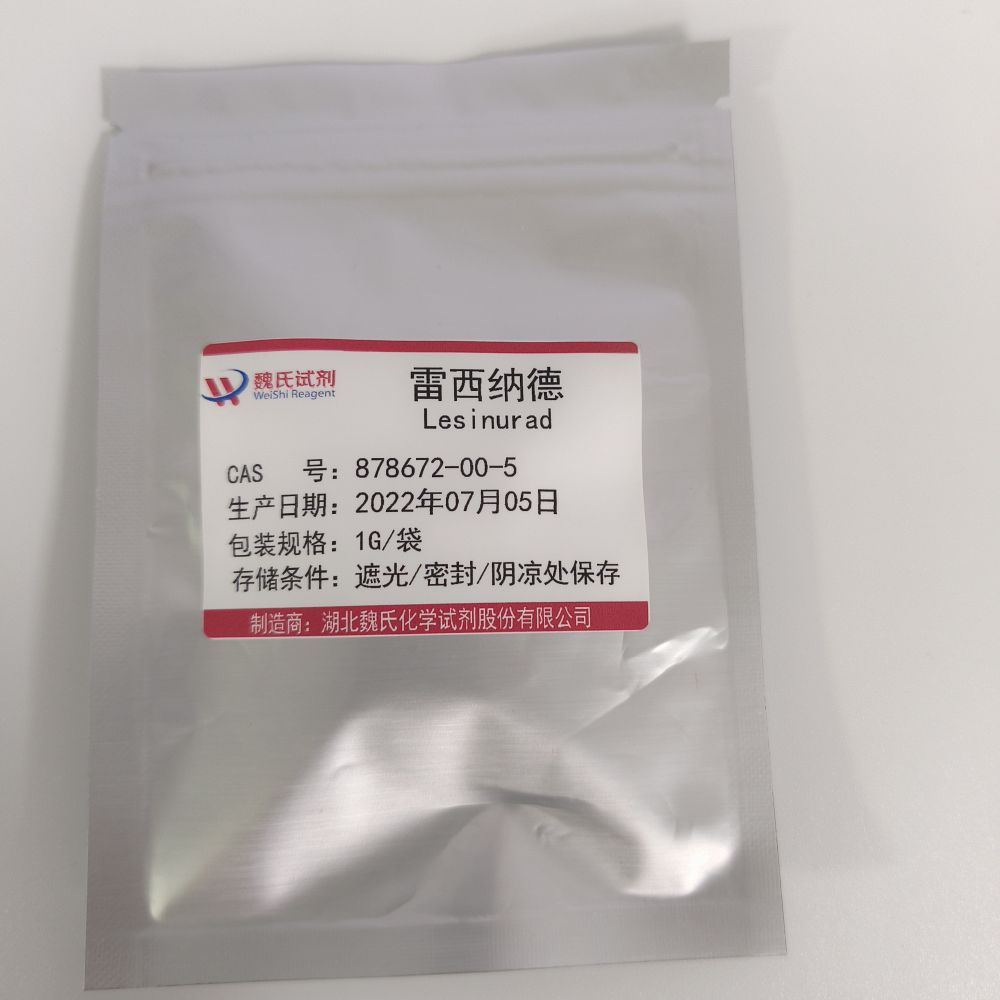 魏氏试剂
WeiShi Reagent
雷西纳德
Lesinurad
CAS 号：878672-00-5
生产日期：2022年07月05日
包装规格：1G/袋
存储条件：遮光/密封/阴凉处保存
制造商：湖北魏氏化学试剂股份有限公司